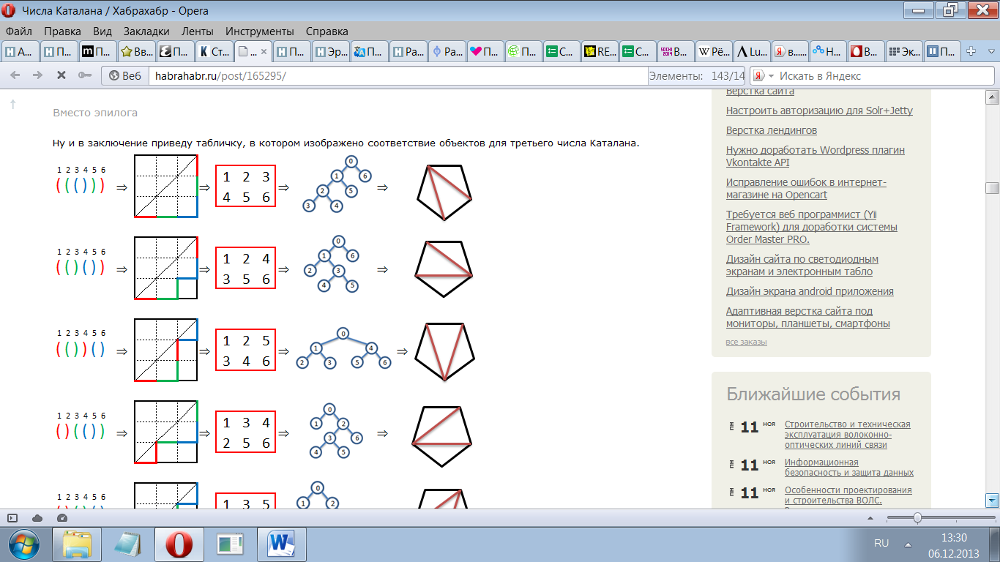 Числа Каталана / Хабрахабр - Opera
Файл Правка Вид Закладки Ленты Инструменты Справка
А... П... П... Вв... П... Ст... ... П... Эр... П... Ра... Ра... П... П... С... RE... С... В... Рё... Lu... в... Н... В... Эк... П...
Веб habrahabr.ru/post/165295/ Элементы: 143/14 Искать в Яндекс
Вместо эпилога
Ну и в заключение приведу табличку, в котором изображено соответствие объектов для третьего числа Каталана.
1 2 3 4 5 6
( ( ( ) ) ) ⇒ ⇒ 1 2 3 ⇒ ⇒
4 5 6
0
1 6
2 5
3 4
1 2 3 4 5 6
( ( ) ( ) ) ⇒ ⇒ 1 2 4 ⇒ ⇒
3 5 6
0
1 6
2 3
4 5
1 2 3 4 5 6
( ( ) ) ( ) ⇒ ⇒ 1 2 5 ⇒ ⇒
3 4 6
0
1 4
2 3 5 6
1 2 3 4 5 6
( ) ( ( ) ) ⇒ ⇒ 1 3 4 ⇒ ⇒
2 5 6
0
1 2
3 6
4 5
1 2 3 4 5 6
1 3 5
0
1 2
Верстка сайта
Настроить авторизацию для Solr+Jetty
Верстка лендингов
Нужно доработать Wordpress плагин
Vkontakte API
Исправление ошибок в интернет-
магазине на Opencart
Требуется веб программист (Yii
Framework) для доработки системы
Order Master PRO.
Дизайн сайта по светодиодным
экранам и электронным табло
Дизайн экрана android приложения
Адаптивная верстка сайта под
мониторы, планшеты, смартфоны
все заказы
Ближайшие события
пн 11 ноя Строительство и техническая
эксплуатация волоконно-
оптических линий связи
пн 11 ноя Информационная
безопасность и защита данных
пн 11 ноя Особенности проектирования
и строительства ВОЛС.
RU
13:30
06.12.2013